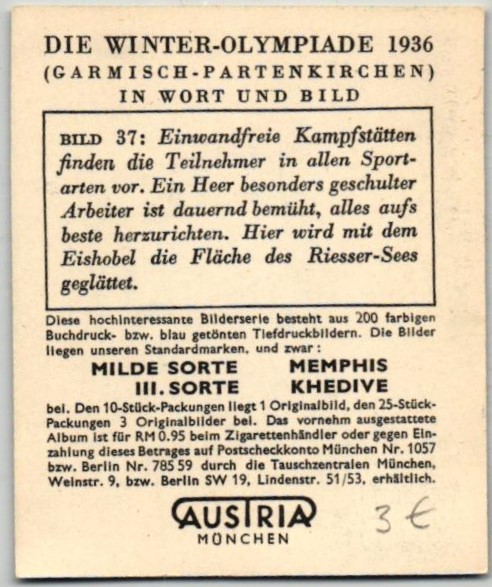 DIE WINTER-OLYMPIADE 1936
(GARMISCH-PARTENKIRCHEN)
IN WORT UND BILD
BILD 37: Einwandfreie Kampfstätten
finden die Teilnehmer in allen Sport-
arten vor. Ein Heer besonders geschulter
Arbeiter ist dauernd bemüht, alles aufs
beste herzurichten. Hier wird mit dem
Eishobel die Fläche des Riesser-Sees
geglättet.
Diese hochinteressante Bilderserie besteht aus 200 farbigen
Buchdruck- bzw. blau getönten Tiefdruckbildern. Die Bilder
liegen unseren Standardmarken, und zwar:
MILDE SORTE MEMPHIS
III. SORTE KHEDIVE
bei. Den 10-Stück-Packungen liegt 1 Originalbild, den 25-Stück-
Packungen 3 Originalbilder bei. Das vornehm ausgestattete
Album ist für RM 0.95 beim Zigarettenhändler oder gegen Ein-
zahlung dieses Betrages auf Postscheckkonto München Nr. 1057
bzw. Berlin Nr. 785 59 durch die Tauschzentralen München,
Weinstr. 9, bzw. Berlin SW 19, Lindenstr. 51/53, erhältlich.
AUSTRIA
MÜNCHEN
3 €